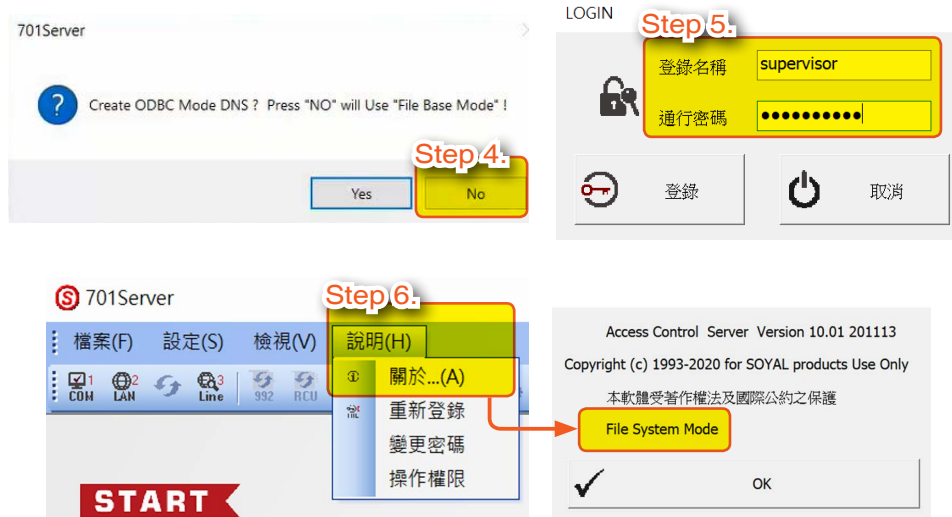 701Server
Create ODBC Mode DNS ? Press "NO" will Use "File Base Mode" !
Step 4.
Yes
No
LOGIN
Step 5.
登錄名稱
supervisor
通行密碼
●●●●●●●●●●
登錄
取消
701Server
Step 6.
檔案(F)
設定(S)
檢視(V)
說明(H)
1
COM
2
LAN
3
Line
992
RCU
關於...(A)
重新登錄
變更密碼
操作權限
START
Access Control Server Version 10.01 201113
Copyright (c) 1993-2020 for SOYAL products Use Only
本軟體受著作權法及國際公約之保護
File System Mode
OK